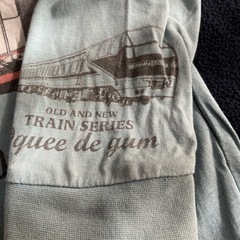 OLD AND NEW
TRAIN SERIES
quee de gum